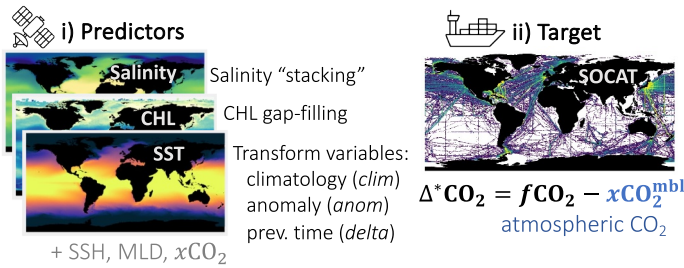 i) Predictors
Salinity
Salinity “stacking”
CHL
CHL gap-filling
SST
Transform variables:
climatology (clim)
anomaly (anom)
prev. time (delta)
+ SSH, MLD, xCO₂
ii) Target
SOCAT
Δ*CO₂ = fCO₂ − xCO₂ᵐᵇˡ
atmospheric CO₂